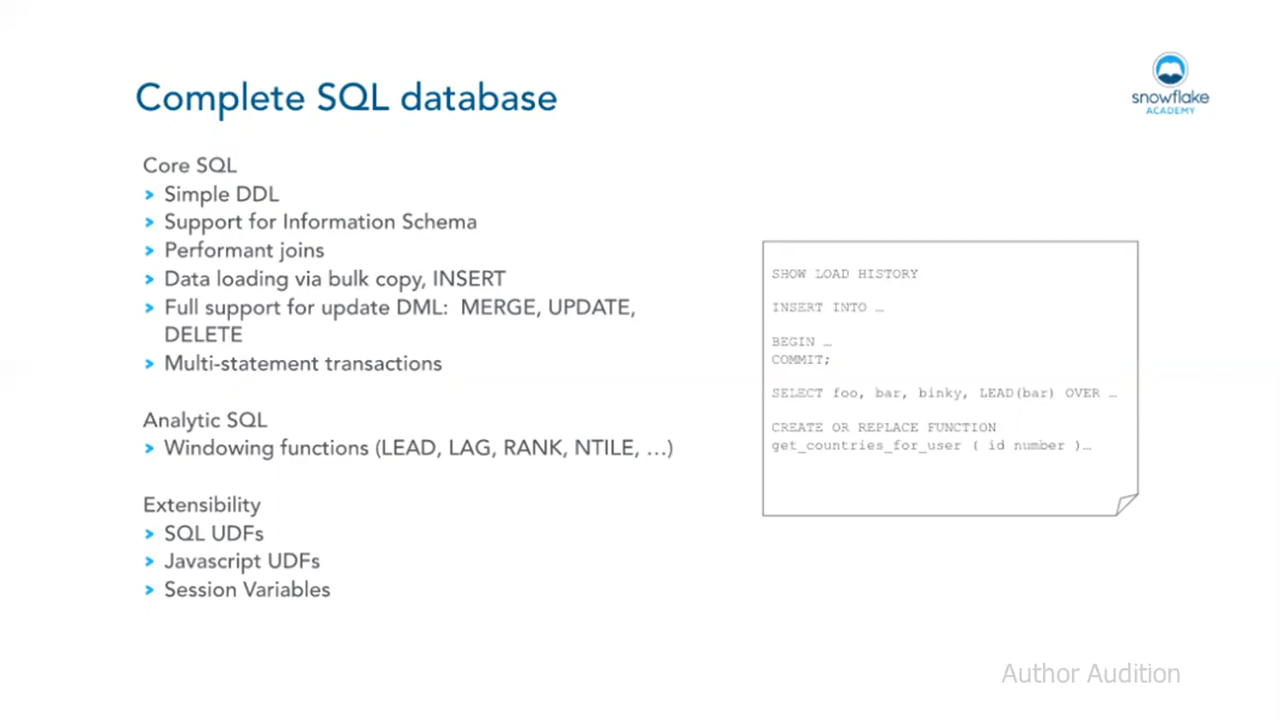 Complete SQL database
snowflake
ACADEMY
Core SQL
Simple DDL
Support for Information Schema
Performant joins
Data loading via bulk copy, INSERT
Full support for update DML:  MERGE, UPDATE,
DELETE
Multi-statement transactions
Analytic SQL
Windowing functions (LEAD, LAG, RANK, NTILE, …)
Extensibility
SQL UDFs
Javascript UDFs
Session Variables
SHOW LOAD HISTORY
INSERT INTO …
BEGIN …
COMMIT;
SELECT foo, bar, binky, LEAD(bar) OVER …
CREATE OR REPLACE FUNCTION
get_countries_for_user ( id number )…
Author Audition